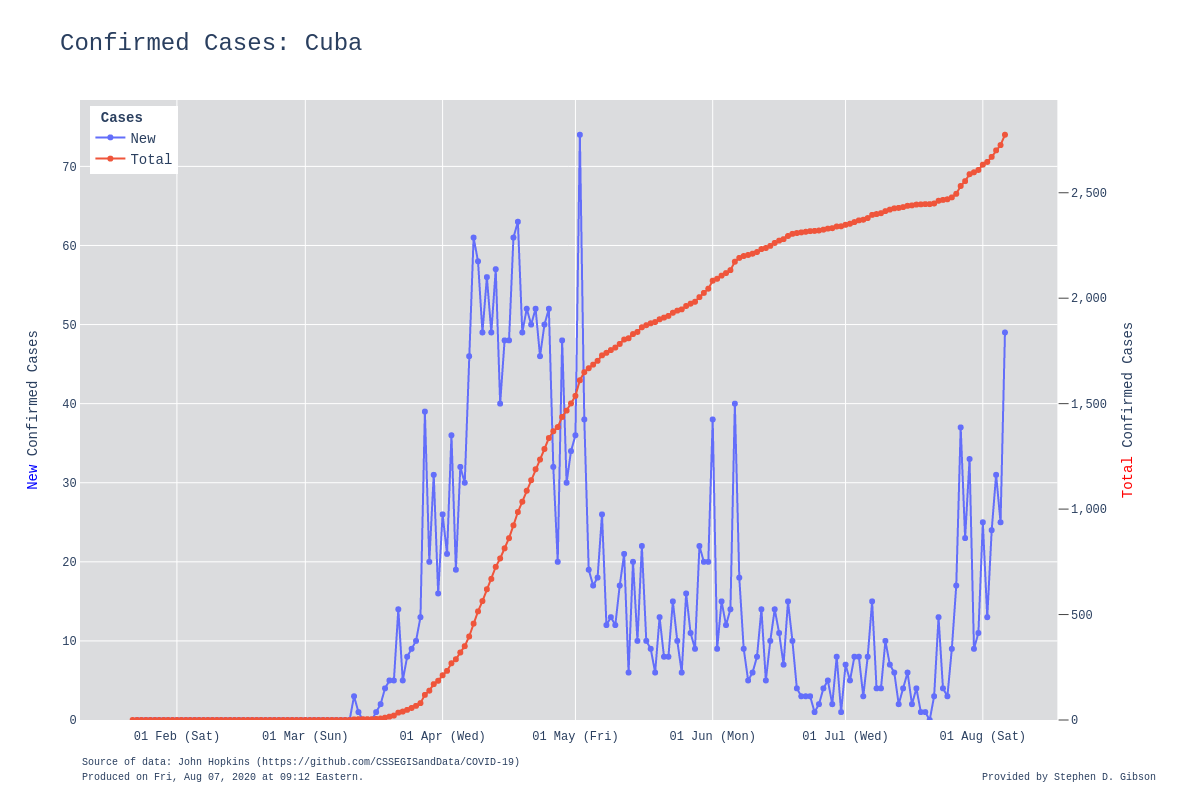 Confirmed Cases: Cuba
Cases
New
Total
70
60
50
40
30
20
10
0
2,500
2,000
1,500
1,000
500
0
New Confirmed Cases
Total Confirmed Cases
01 Feb (Sat)
01 Mar (Sun)
01 Apr (Wed)
01 May (Fri)
01 Jun (Mon)
01 Jul (Wed)
01 Aug (Sat)
Source of data: John Hopkins (https://github.com/CSSEGISandData/COVID-19)
Produced on Fri, Aug 07, 2020 at 09:12 Eastern.
Provided by Stephen D. Gibson